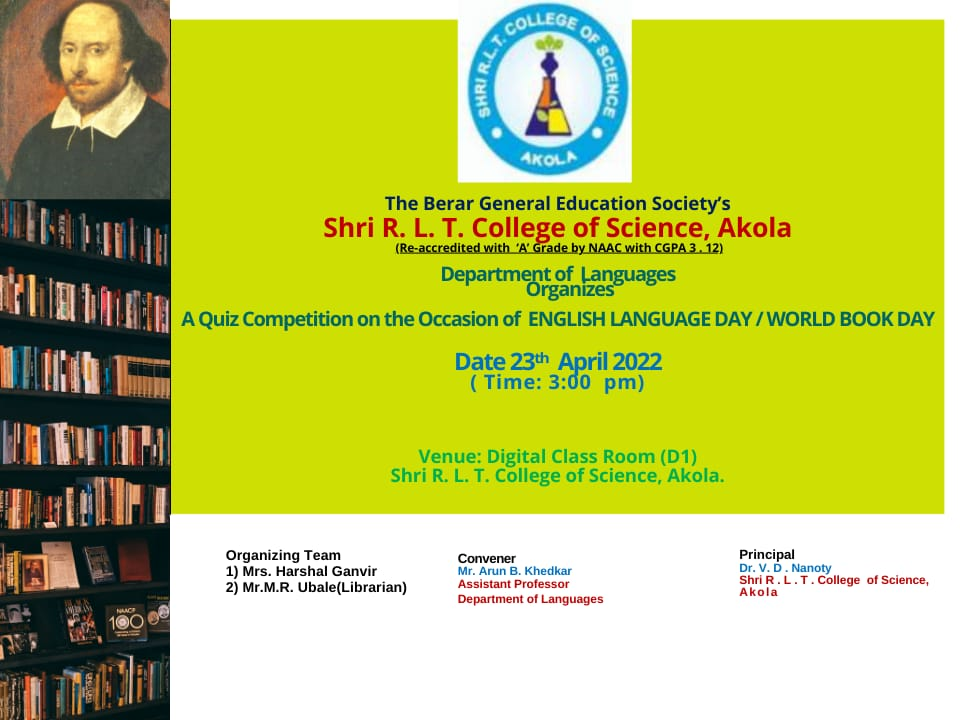 SHRI R.L.T. COLLEGE OF SCIENCE
AKOLA
The Berar General Education Society’s
Shri R. L. T. College of Science, Akola
(Re-accredited with ‘A’ Grade by NAAC with CGPA 3 . 12)
Department of Languages
Organizes
A Quiz Competition on the Occasion of ENGLISH LANGUAGE DAY / WORLD BOOK DAY
Date 23th April 2022
( Time: 3:00 pm)
Venue: Digital Class Room (D1)
Shri R. L. T. College of Science, Akola.
Organizing Team
1) Mrs. Harshal Ganvir
2) Mr.M.R. Ubale(Librarian)
Convener
Mr. Arun B. Khedkar
Assistant Professor
Department of Languages
Principal
Dr. V. D . Nanoty
Shri R . L . T . College of Science,
Akola
NAACP
100